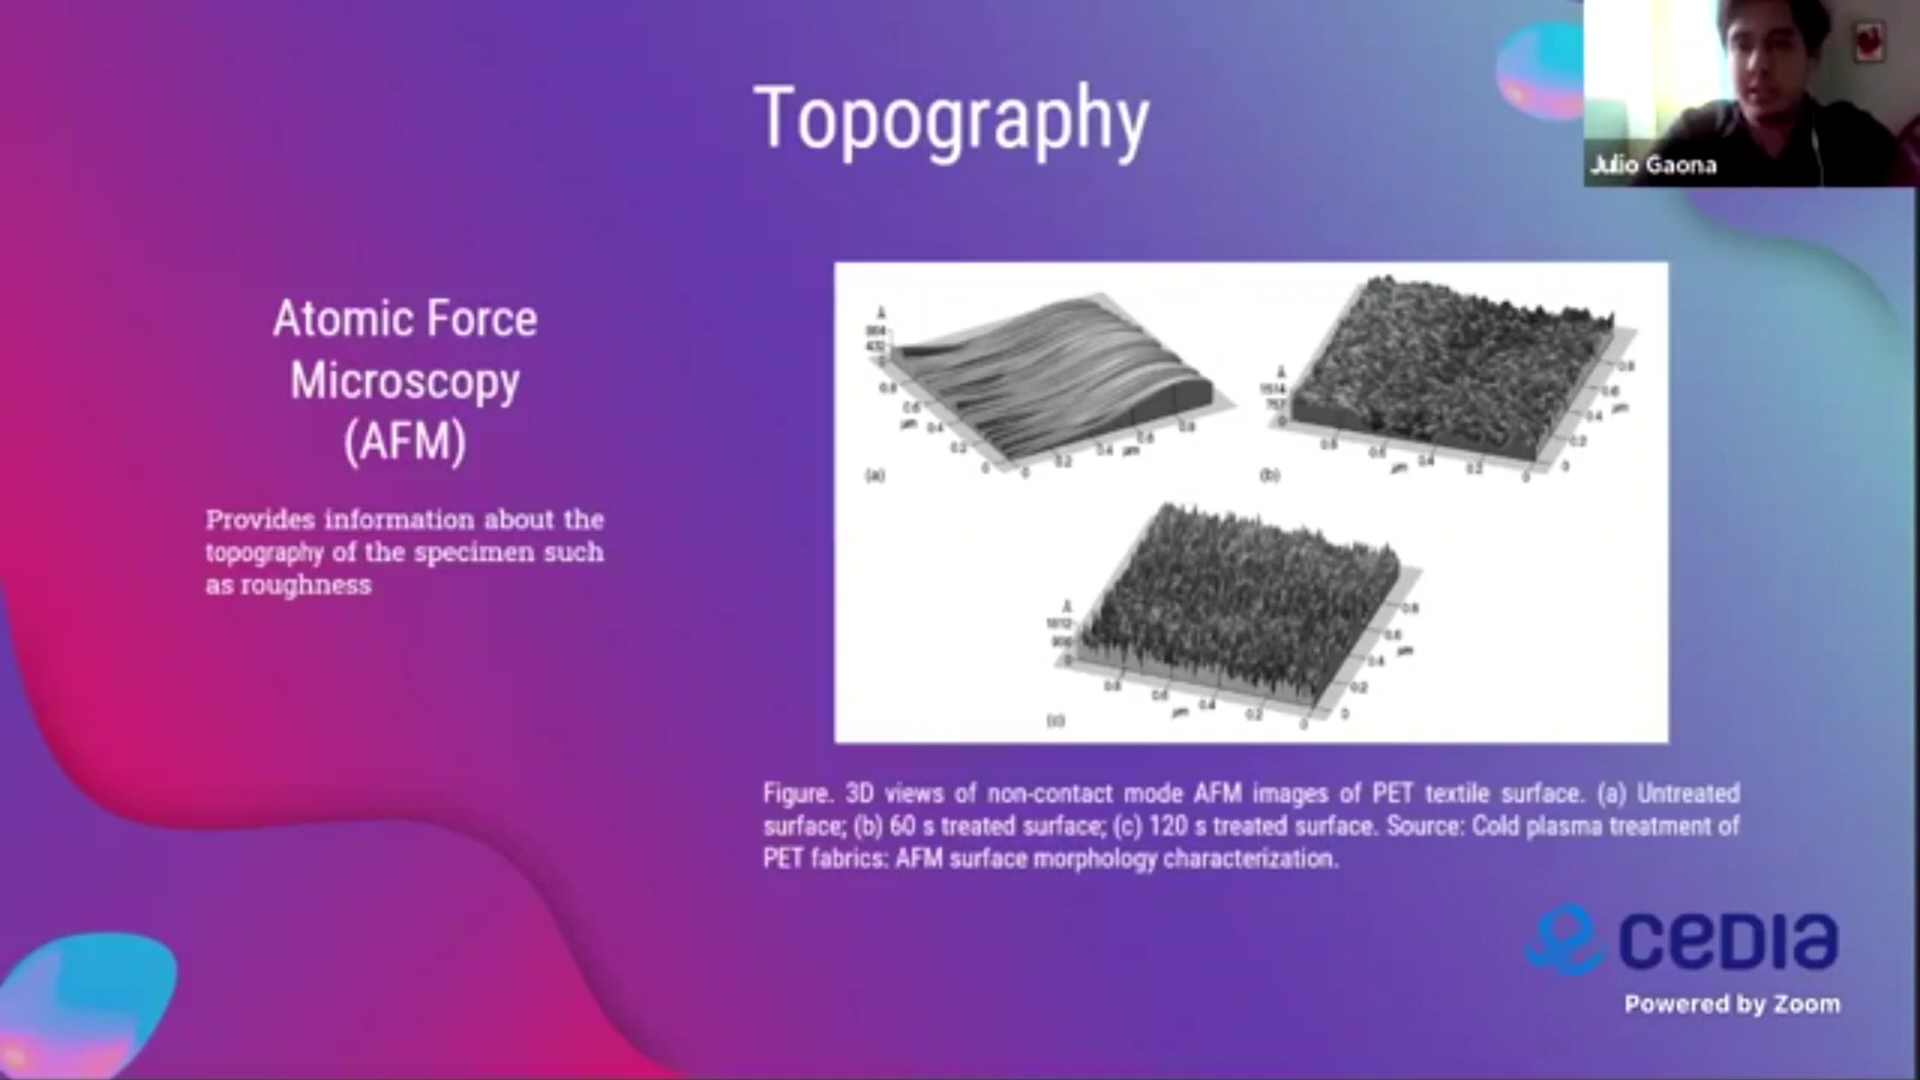 Topography
Julio Gaona
Atomic Force
Microscopy
(AFM)
Provides information about the
topography of the specimen such
as roughness
(a)
(b)
(c)
Figure. 3D views of non-contact mode AFM images of PET textile surface. (a) Untreated
surface; (b) 60 s treated surface; (c) 120 s treated surface. Source: Cold plasma treatment of
PET fabrics: AFM surface morphology characterization.
CEDIA
Powered by Zoom